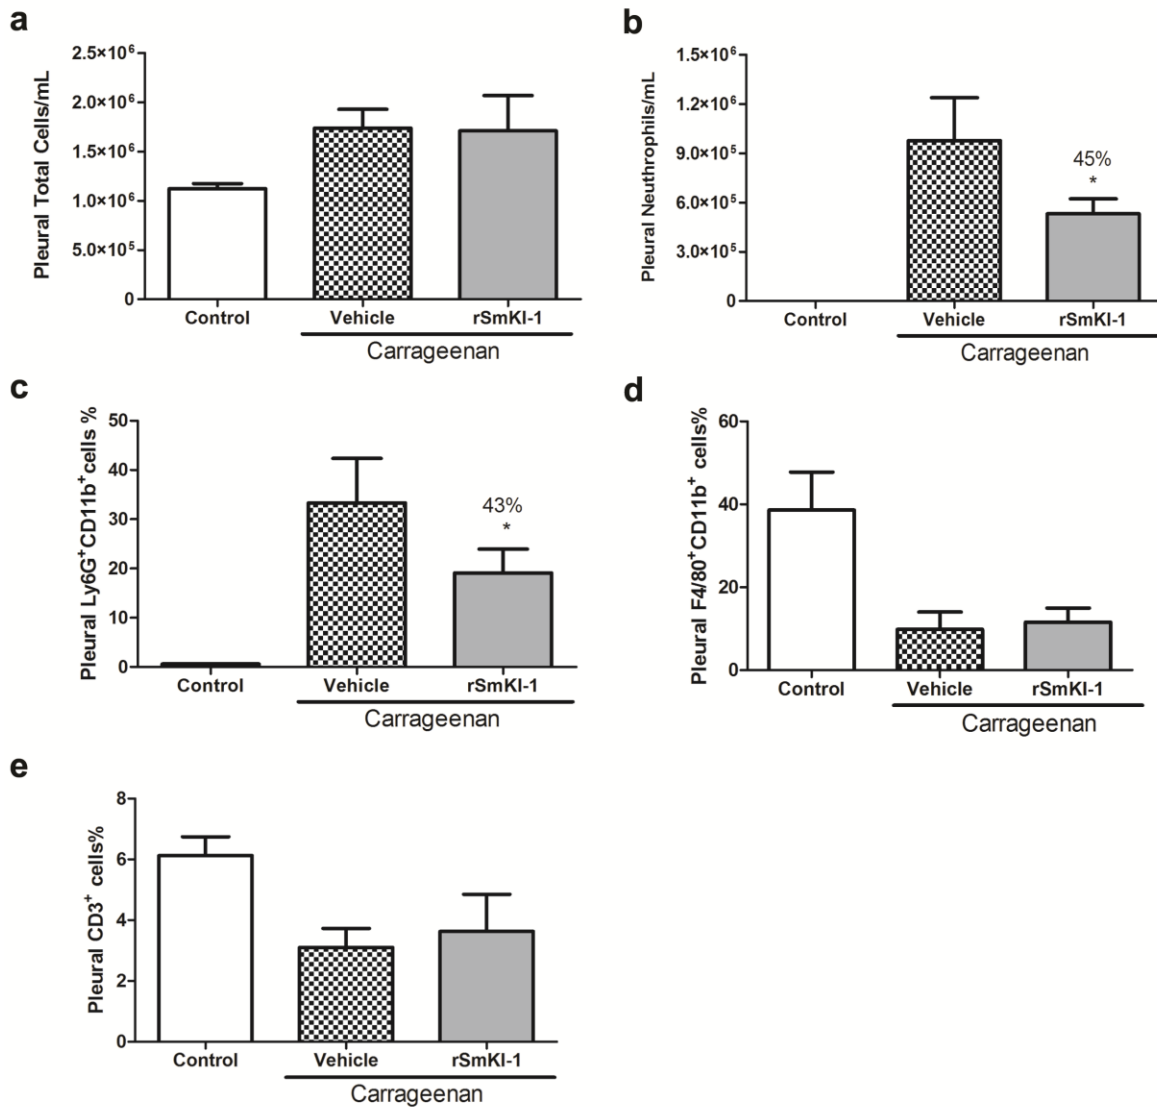 a
Pleural Total Cells/mL
2.5×10⁶
2.0×10⁶
1.5×10⁶
1.0×10⁶
5.0×10⁵
0
Control
Vehicle
rSmKI-1
Carrageenan
b
Pleural Neuthrophils/mL
1.5×10⁶
1.2×10⁶
9.0×10⁵
6.0×10⁵
3.0×10⁵
0
45%
*
Control
Vehicle
rSmKI-1
Carrageenan
c
Pleural Ly6G⁺CD11b⁺cells %
50
40
30
20
10
0
43%
*
Control
Vehicle
rSmKI-1
Carrageenan
d
Pleural F4/80⁺CD11b⁺ cells%
60
40
20
0
Control
Vehicle
rSmKI-1
Carrageenan
e
Pleural CD3⁺ cells%
8
6
4
2
0
Control
Vehicle
rSmKI-1
Carrageenan